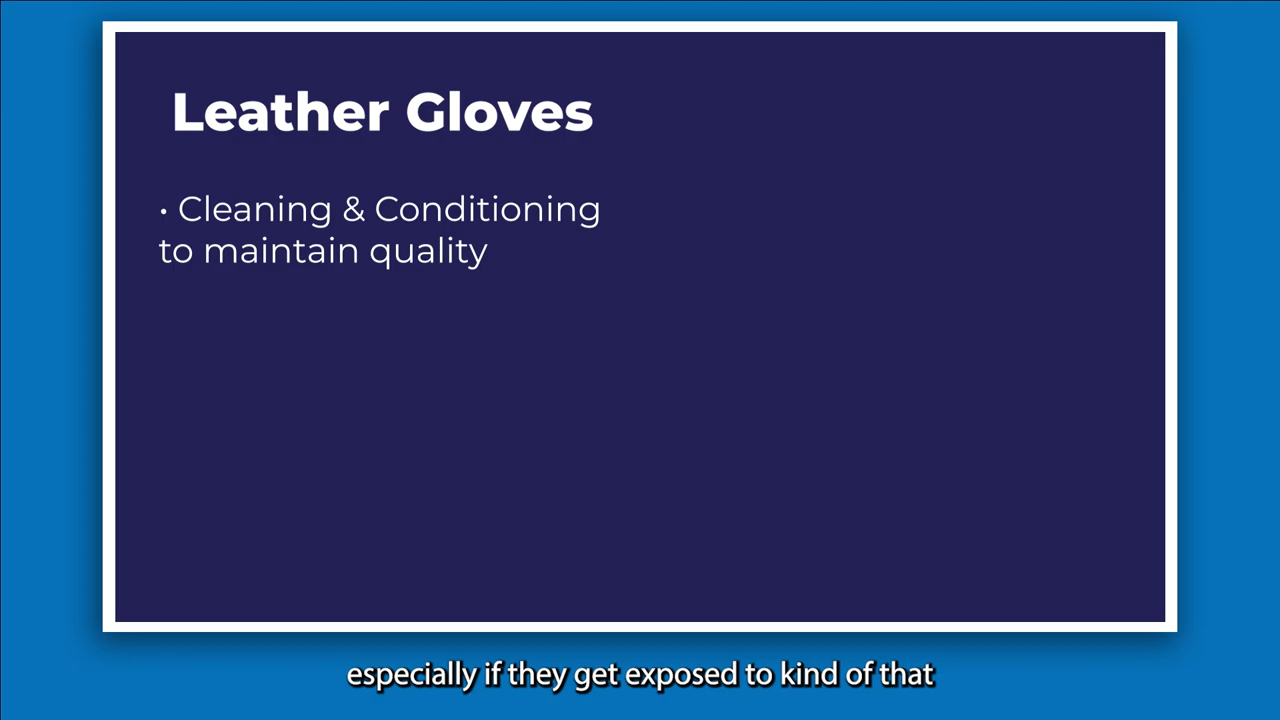 Leather Gloves
• Cleaning & Conditioning
to maintain quality
especially if they get exposed to kind of that